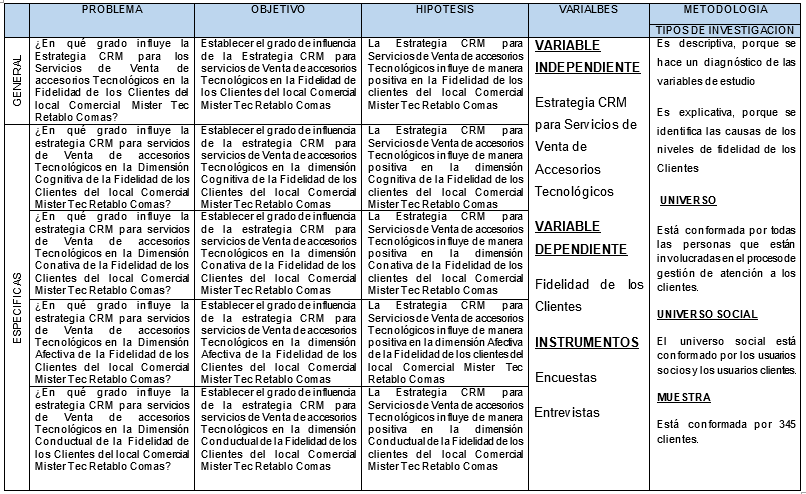 PROBLEMA
OBJETIVO
HIPOTESIS
VARIALBES
METODOLOGIA
TIPOS DE INVESTIGACION
GENERAL
¿En qué grado influye la
Estrategia CRM para los
Servicios de Venta de
accesorios Tecnológicos en la
Fidelidad de los Clientes del
local Comercial Mister Tec
Retablo Comas?
Establecer el grado de influencia
de la Estrategia CRM para
servicios de Venta de accesorios
Tecnológicos en la Fidelidad de
los Clientes del local Comercial
Mister Tec Retablo Comas
La Estrategia CRM para
Servicios de Venta de accesorios
Tecnológicos influye de manera
positiva en la Fidelidad de los
clientes del local Comercial
Mister Tec Retablo Comas
ESPECIFICAS
¿En qué grado influye la
estrategia CRM para servicios
de Venta de accesorios
Tecnológicos en la Dimensión
Cognitiva de la Fidelidad de los
Clientes del local Comercial
Mister Tec Retablo Comas?
Establecer el grado de influencia
de la estrategia CRM para
servicios de Venta de accesorios
Tecnológicos en la dimensión
Cognitiva de la Fidelidad de los
Clientes del local Comercial
Mister Tec Retablo Comas
La Estrategia CRM para
Servicios de Venta de accesorios
Tecnológicos influye de manera
positiva en la dimensión
Cognitiva de la Fidelidad de los
clientes del local Comercial
Mister Tec Retablo Comas
¿En qué grado influye la
estrategia CRM para servicios
de Venta de accesorios
Tecnológicos en la Dimensión
Conativa de la Fidelidad de los
Clientes del local Comercial
Mister Tec Retablo Comas?
Establecer el grado de influencia
de la estrategia CRM para
servicios de Venta de accesorios
Tecnológicos en la dimensión
Conativa de la Fidelidad de los
Clientes del local Comercial
Mister Tec Retablo Comas
La Estrategia CRM para
Servicios de Venta de accesorios
Tecnológicos influye de manera
positiva en la dimensión
Conativa de la Fidelidad de los
clientes del local Comercial
Mister Tec Retablo Comas
¿En qué grado influye la
estrategia CRM para servicios
de Venta de accesorios
Tecnológicos en la Dimensión
Afectiva de la Fidelidad de los
Clientes del local Comercial
Mister Tec Retablo Comas?
Establecer el grado de influencia
de la estrategia CRM para
servicios de Venta de accesorios
Tecnológicos en la dimensión
Afectiva de la Fidelidad de los
Clientes del local Comercial
Mister Tec Retablo Comas
La Estrategia CRM para
Servicios de Venta de accesorios
Tecnológicos influye de manera
positiva en la dimensión Afectiva
de la Fidelidad de los clientes del
local Comercial Mister Tec
Retablo Comas
¿En qué grado influye la
estrategia CRM para servicios
de Venta de accesorios
Tecnológicos en la Dimensión
Conductual de la Fidelidad de
los Clientes del local Comercial
Mister Tec Retablo Comas?
Establecer el grado de influencia
de la estrategia CRM para
servicios de Venta de accesorios
Tecnológicos en la dimensión
Conductual de la Fidelidad de los
Clientes del local Comercial
Mister Tec Retablo Comas
La Estrategia CRM para
Servicios de Venta de accesorios
Tecnológicos influye de manera
positiva en la dimensión
Conductual de la Fidelidad de los
clientes del local Comercial
Mister Tec Retablo Comas
VARIABLE
INDEPENDIENTE
Estrategia CRM
para Servicios de
Venta de
Accesorios
Tecnológicos
VARIABLE
DEPENDIENTE
Fidelidad de los
Clientes
INSTRUMENTOS
Encuestas
Entrevistas
Es descriptiva, porque se
hace un diagnóstico de las
variables de estudio
Es explicativa, porque se
identifica las causas de los
niveles de fidelidad de los
Clientes
UNIVERSO
Está conformada por todas
las personas que están
involucradas en el proceso de
gestión de atención a los
clientes.
UNIVERSO SOCIAL
El universo social está
conformado por los usuarios
socios y los usuarios clientes.
MUESTRA
Está conformada por 345
clientes.